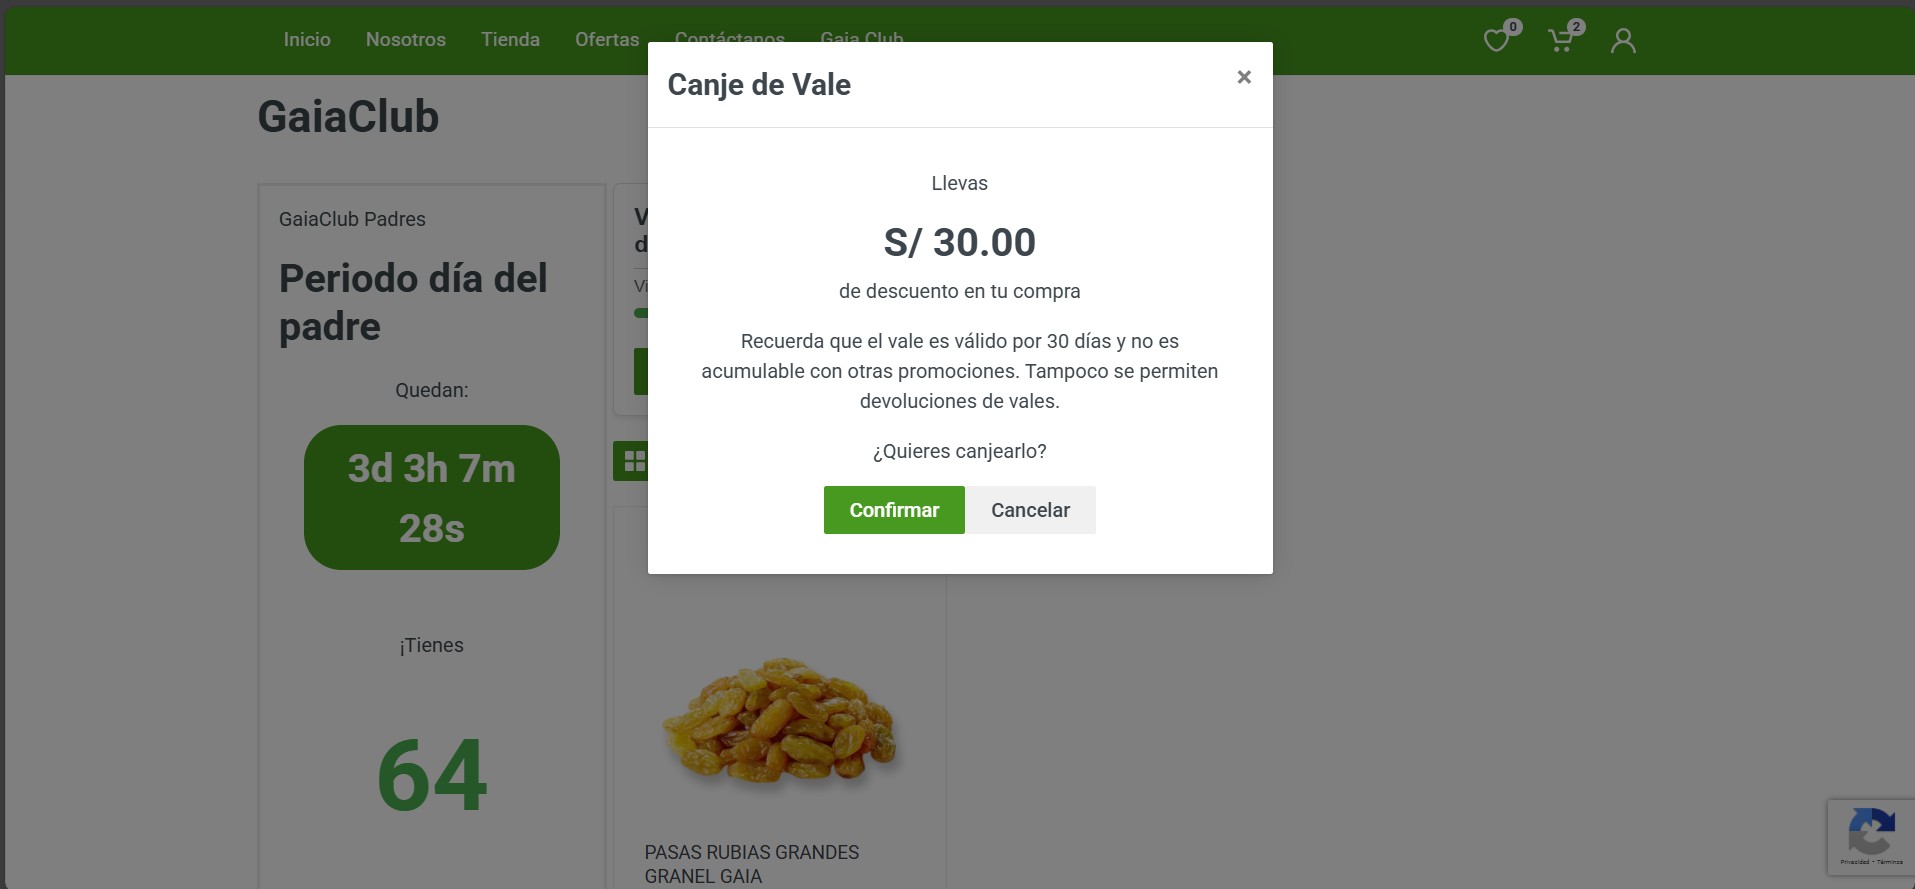 Inicio Nosotros Tienda Ofertas Contáctanos Gaia Club 0 2
GaiaClub
GaiaClub Padres
Periodo día del
padre
Quedan:
3d 3h 7m
28s
¡Tienes
64
V
d
Vi
Canje de Vale ×
Llevas
S/ 30.00
de descuento en tu compra
Recuerda que el vale es válido por 30 días y no es
acumulable con otras promociones. Tampoco se permiten
devoluciones de vales.
¿Quieres canjearlo?
Confirmar Cancelar
PASAS RUBIAS GRANDES
GRANEL GAIA
Privacidad - Términos